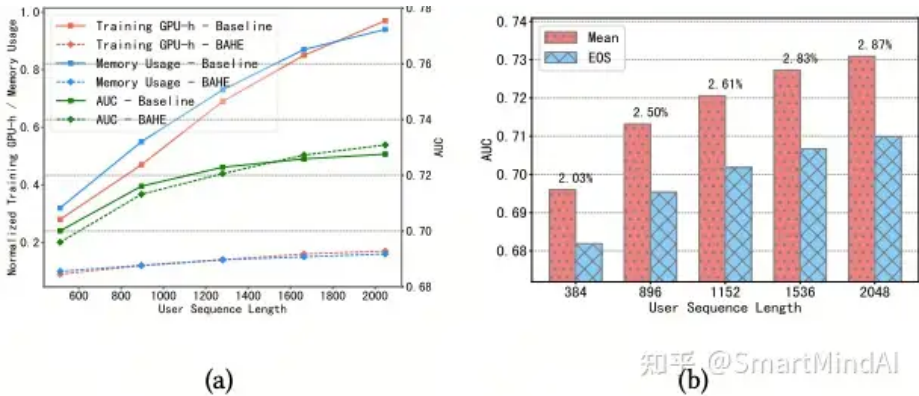 Normalized Training GPU-h / Memory Usage
1.0
0.8
0.6
0.4
0.2
Training GPU-h - Baseline
Training GPU-h - BAHE
Memory Usage - Baseline
Memory Usage - BAHE
AUC - Baseline
AUC - BAHE
0.78
0.76
0.74
0.72
0.70
0.68
AUC
600 800 1000 1200 1400 1600 1800 2000
User Sequence Length
(a)
AUC
0.74
0.73
0.72
0.71
0.70
0.69
0.68
Mean
EOS
2.03%
2.50%
2.61%
2.83%
2.87%
384 896 1152 1536 2048
User Sequence Length
(b)
知乎 @SmartMindAI